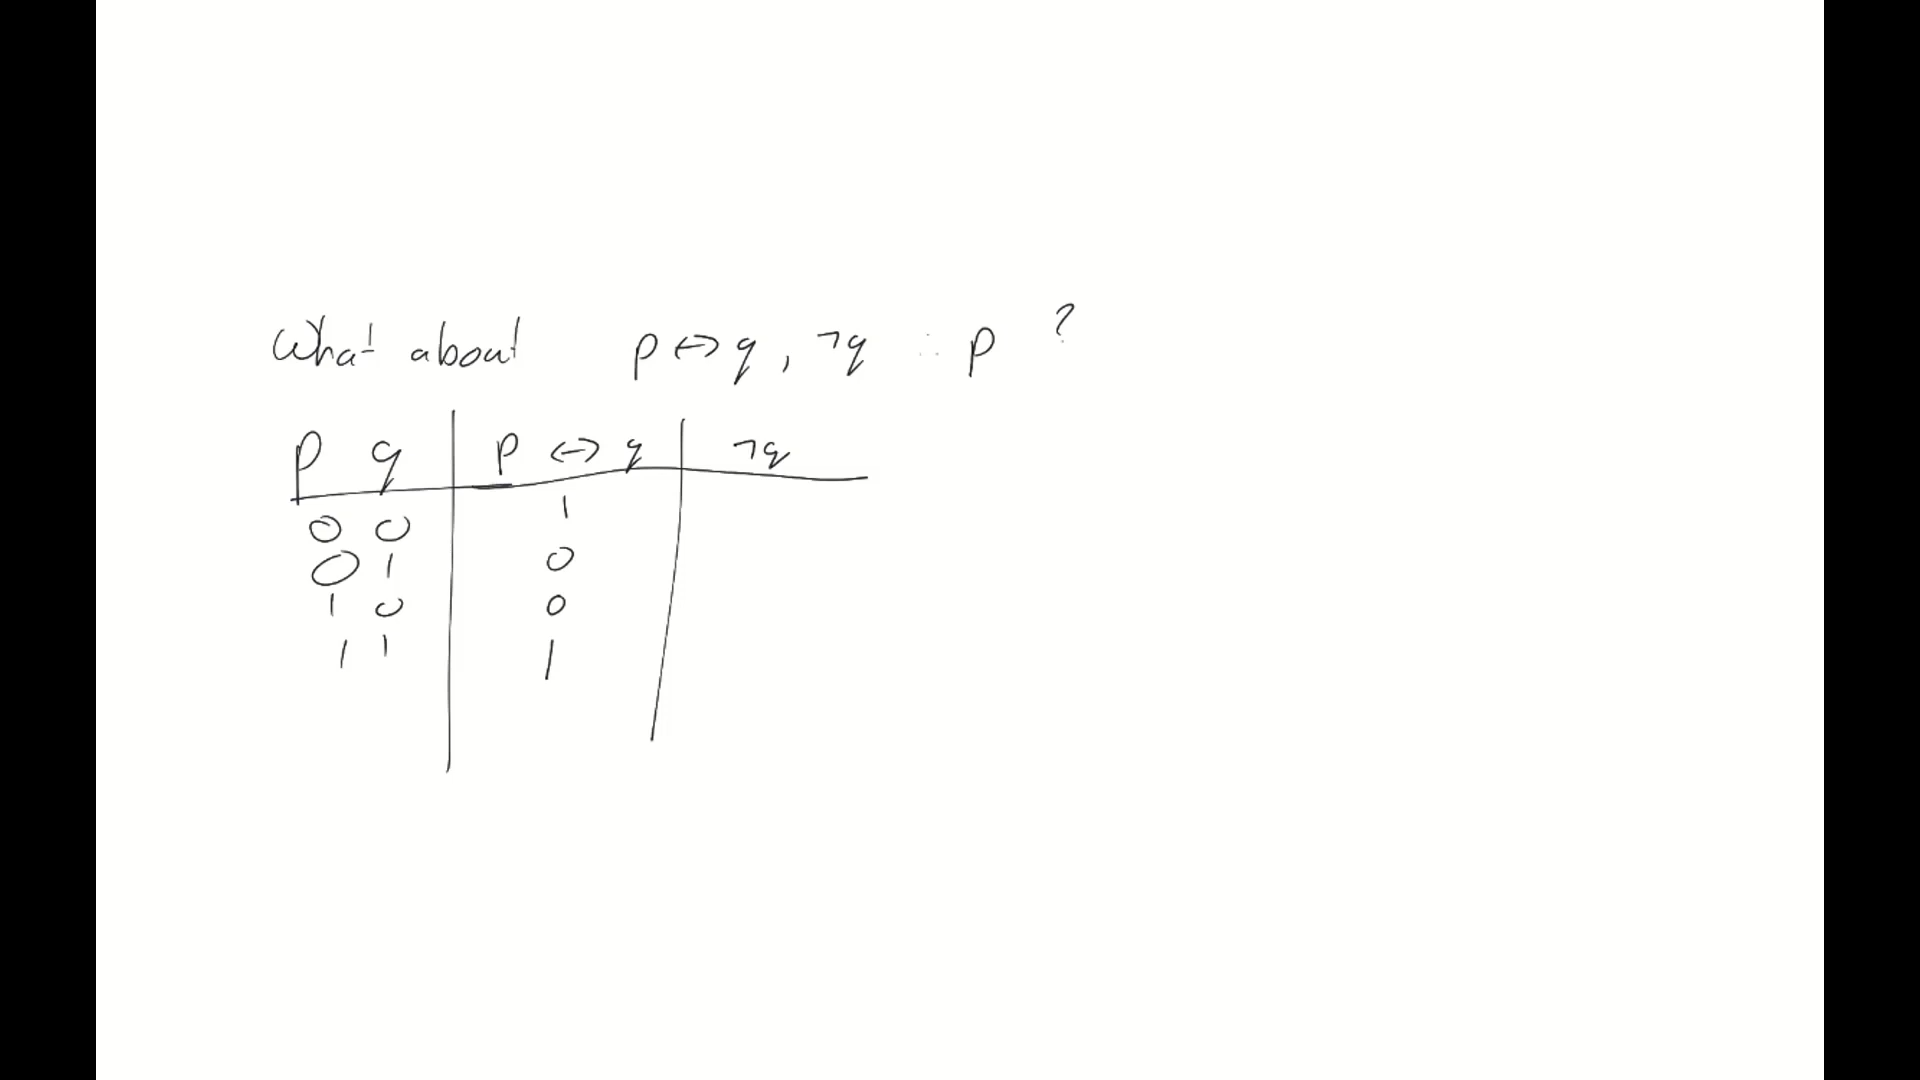 What about p ↔ q, ¬q ∴ p ?
p q p ↔ q ¬q
0 0 1
0 1 0
1 0 0
1 1 1